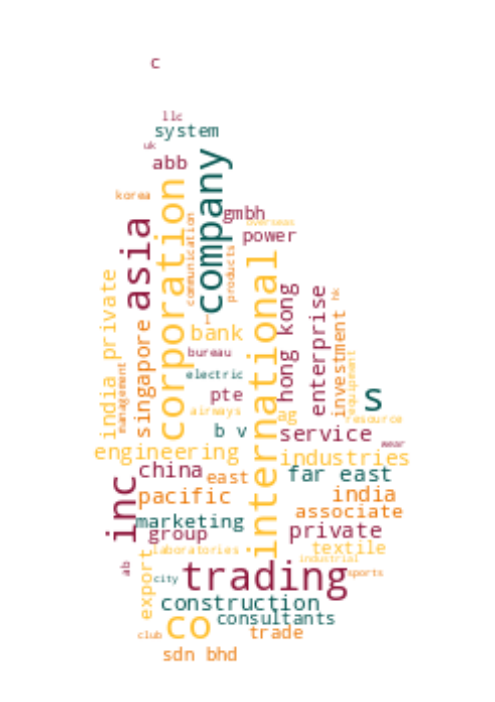 c
llc
system
uk
abb
company
korea
corporation
gmbh
overseas
asia
communication
power
products
international
india private
hong kong
enterprise
hk
singapore
management
l
bank
investment
bureau
equipment
electric
pte
s
airways
ag
resource
b v
service
wear
engineering
industries
china
east
far east
inc
pacific
india
associate
marketing
group
private
laboratories
textile
industrial
ab
export
city
trading
sports
construction
co
consultants
club
trade
sdn bhd